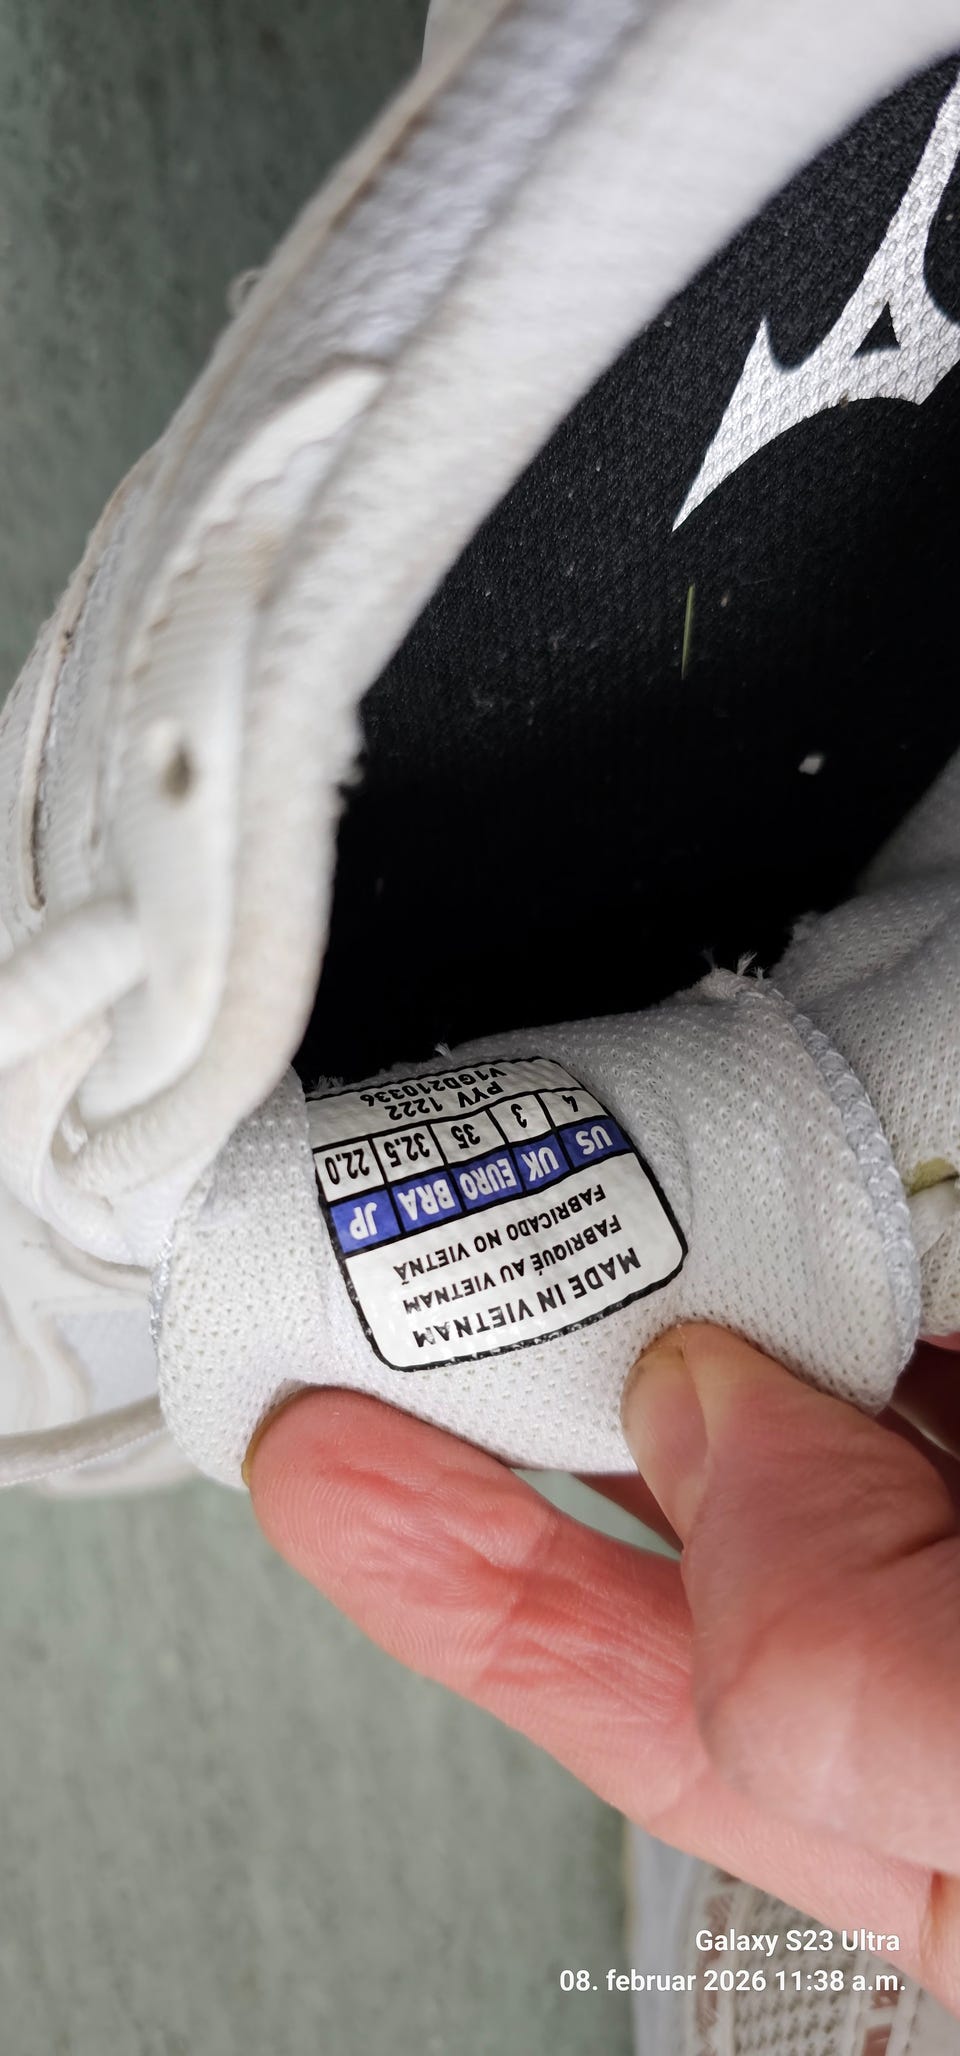 MADE IN VIETNAM
FABRIQUÉ AU VIETNAM
FABRICADO NO VIETNÃ
US UK EURO BRA JP
4 3 35 32.5 22.0
PYV 1222
V1GD210336
Galaxy S23 Ultra
08. februar 2026 11:38 a.m.